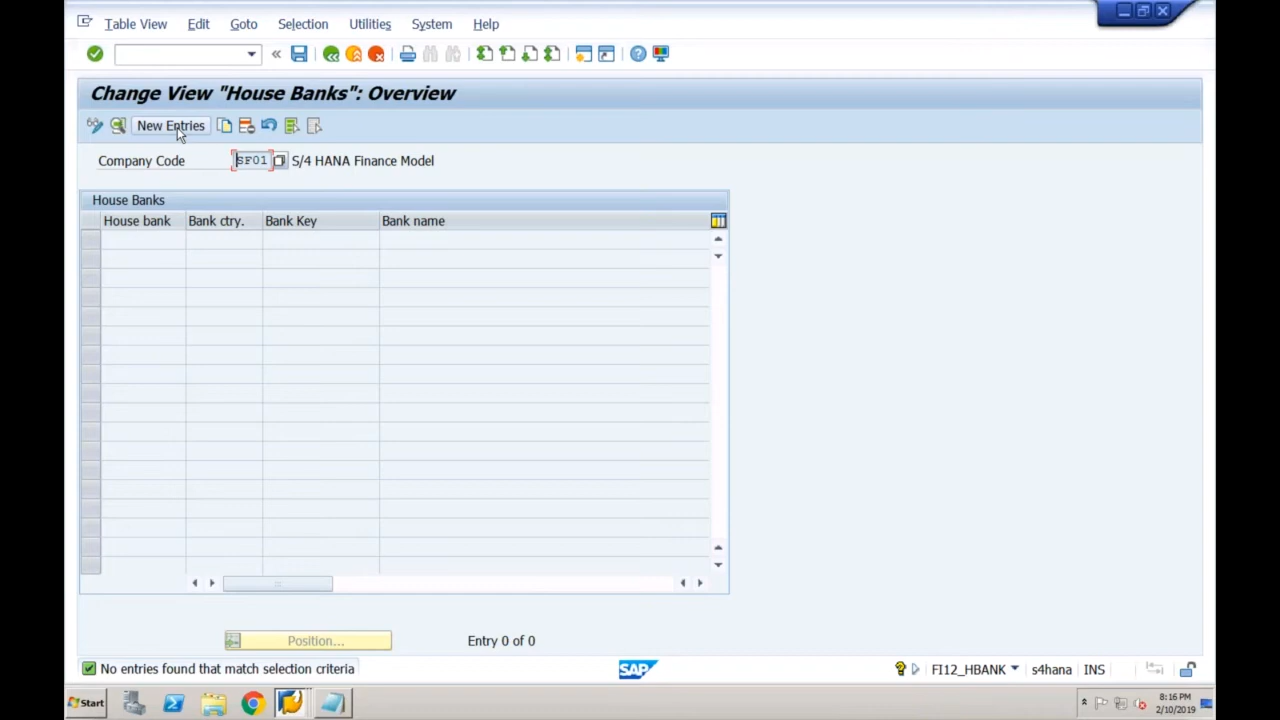 Table View Edit Goto Selection Utilities System Help
Change View "House Banks": Overview
New Entries
Company Code SF01 S/4 HANA Finance Model
House Banks
House bank Bank ctry. Bank Key Bank name
Position... Entry 0 of 0
No entries found that match selection criteria SAP FI12_HBANK s4hana INS
Start 8:16 PM
2/10/2019